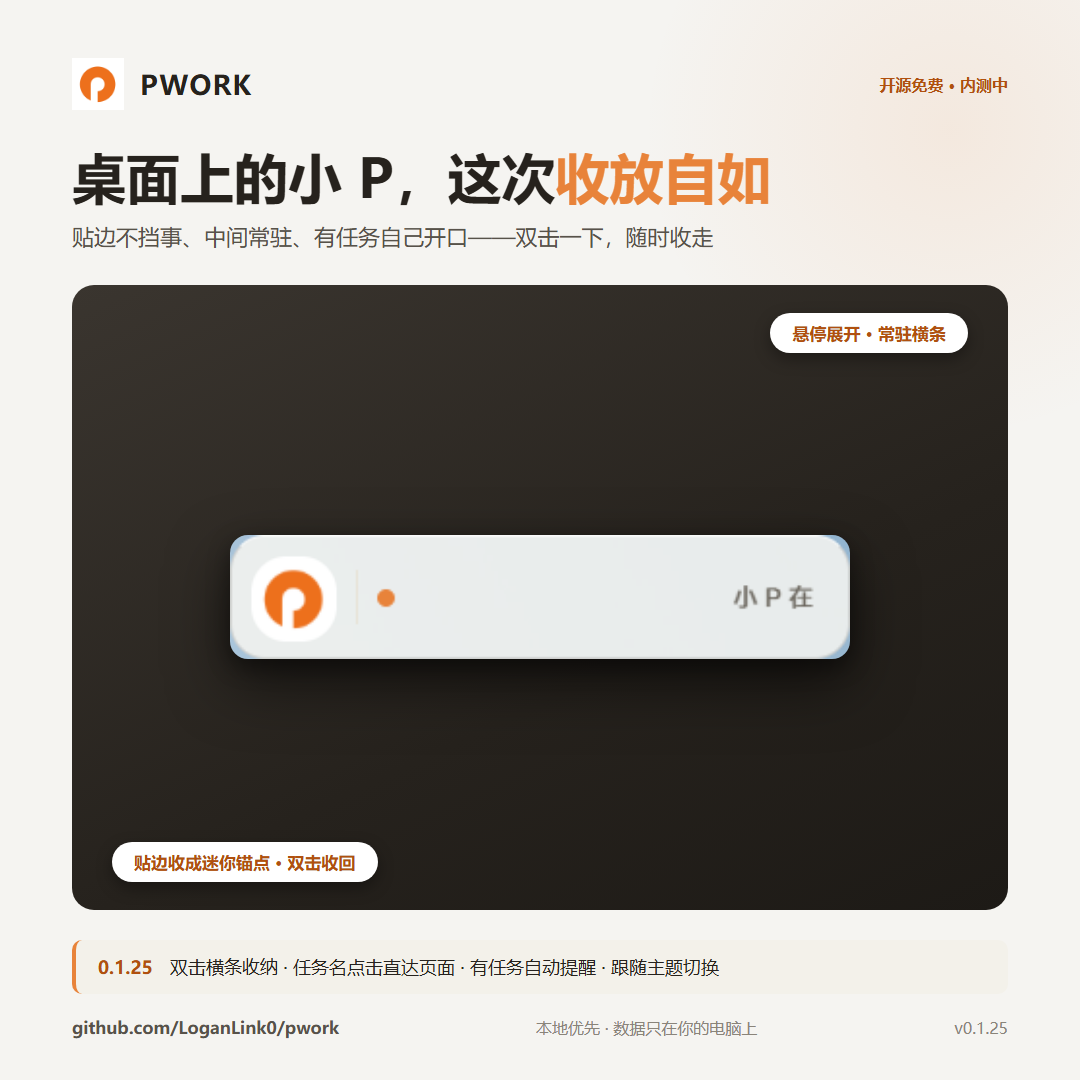 PWORK
开源免费 • 内测中
桌面上的小 P，这次收放自如
贴边不挡事、中间常驻、有任务自己开口——双击一下，随时收走
悬停展开 • 常驻横条
小 P 在
贴边收成迷你锚点 • 双击收回
0.1.25 双击横条收纳 · 任务名点击直达页面 · 有任务自动提醒 · 跟随主题切换
github.com/LoganLink0/pwork
本地优先 · 数据只在你的电脑上
v0.1.25